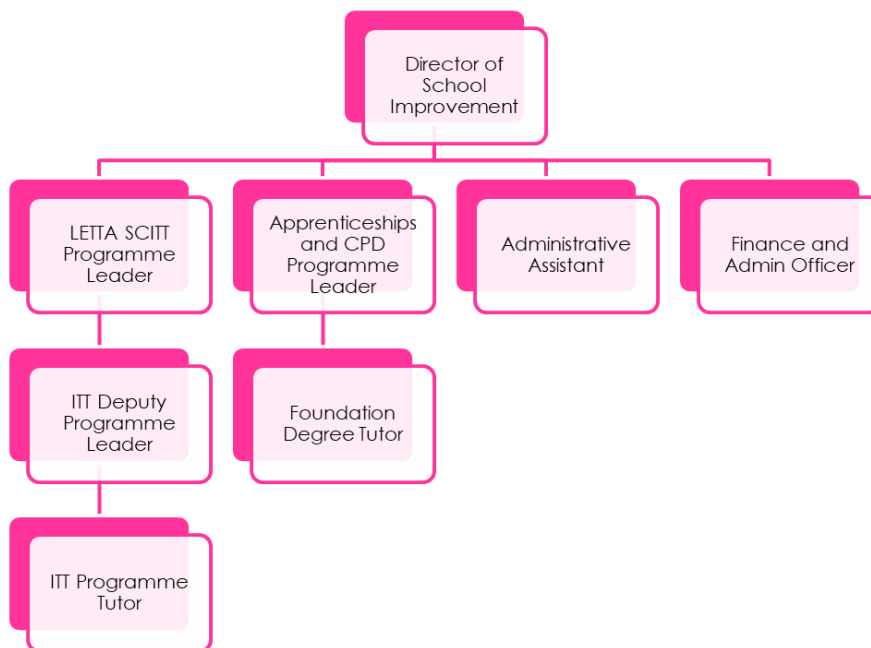 Director of
School
Improvement
LETTA SCITT
Programme
Leader
Apprenticeships
and CPD
Programme
Leader
Administrative
Assistant
Finance and
Admin Officer
ITT Deputy
Programme
Leader
Foundation
Degree Tutor
ITT Programme
Tutor